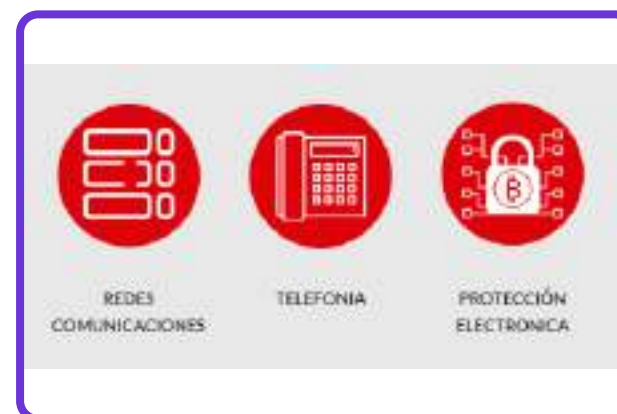 REDES
COMUNICACIONES
TELEFONIA
PROTECCIÓN
ELECTRONICA